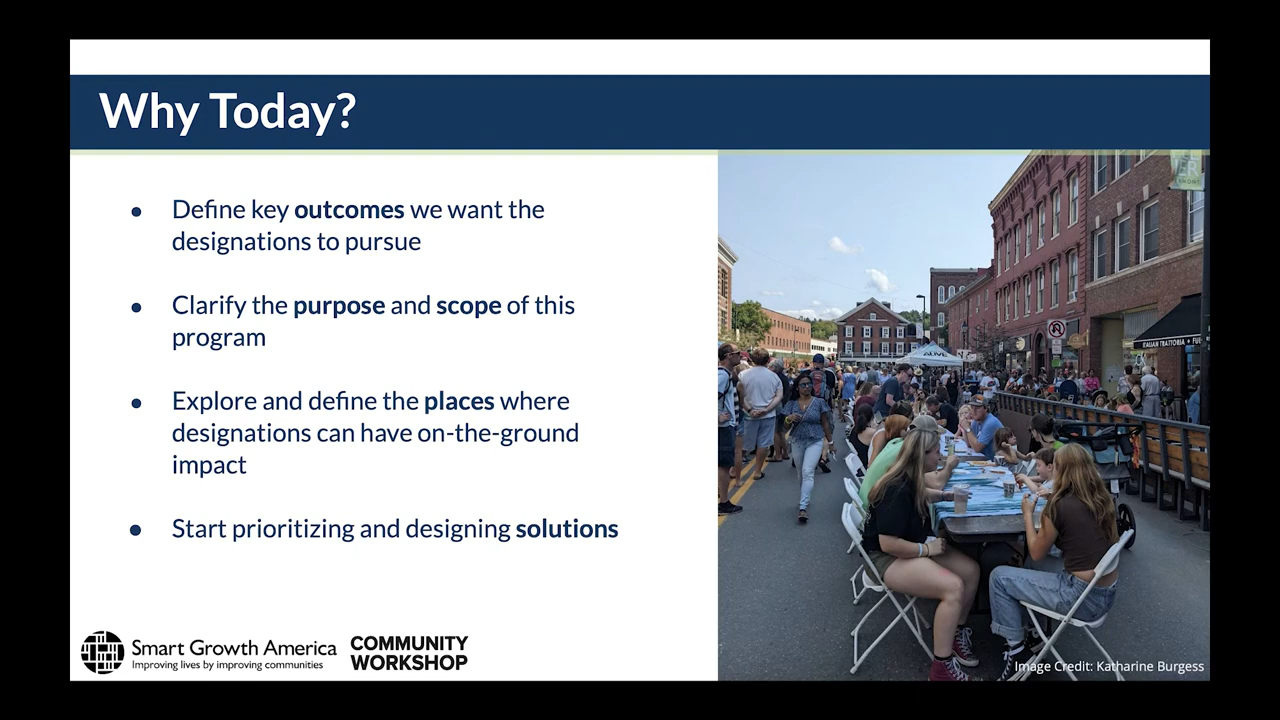 Why Today?
● Define key outcomes we want the
designations to pursue
● Clarify the purpose and scope of this
program
● Explore and define the places where
designations can have on-the-ground
impact
● Start prioritizing and designing solutions
Smart Growth America
Improving lives by improving communities
COMMUNITY
WORKSHOP
ER
ALIVE
ITALIAN TRATTORIA
Image Credit: Katharine Burgess